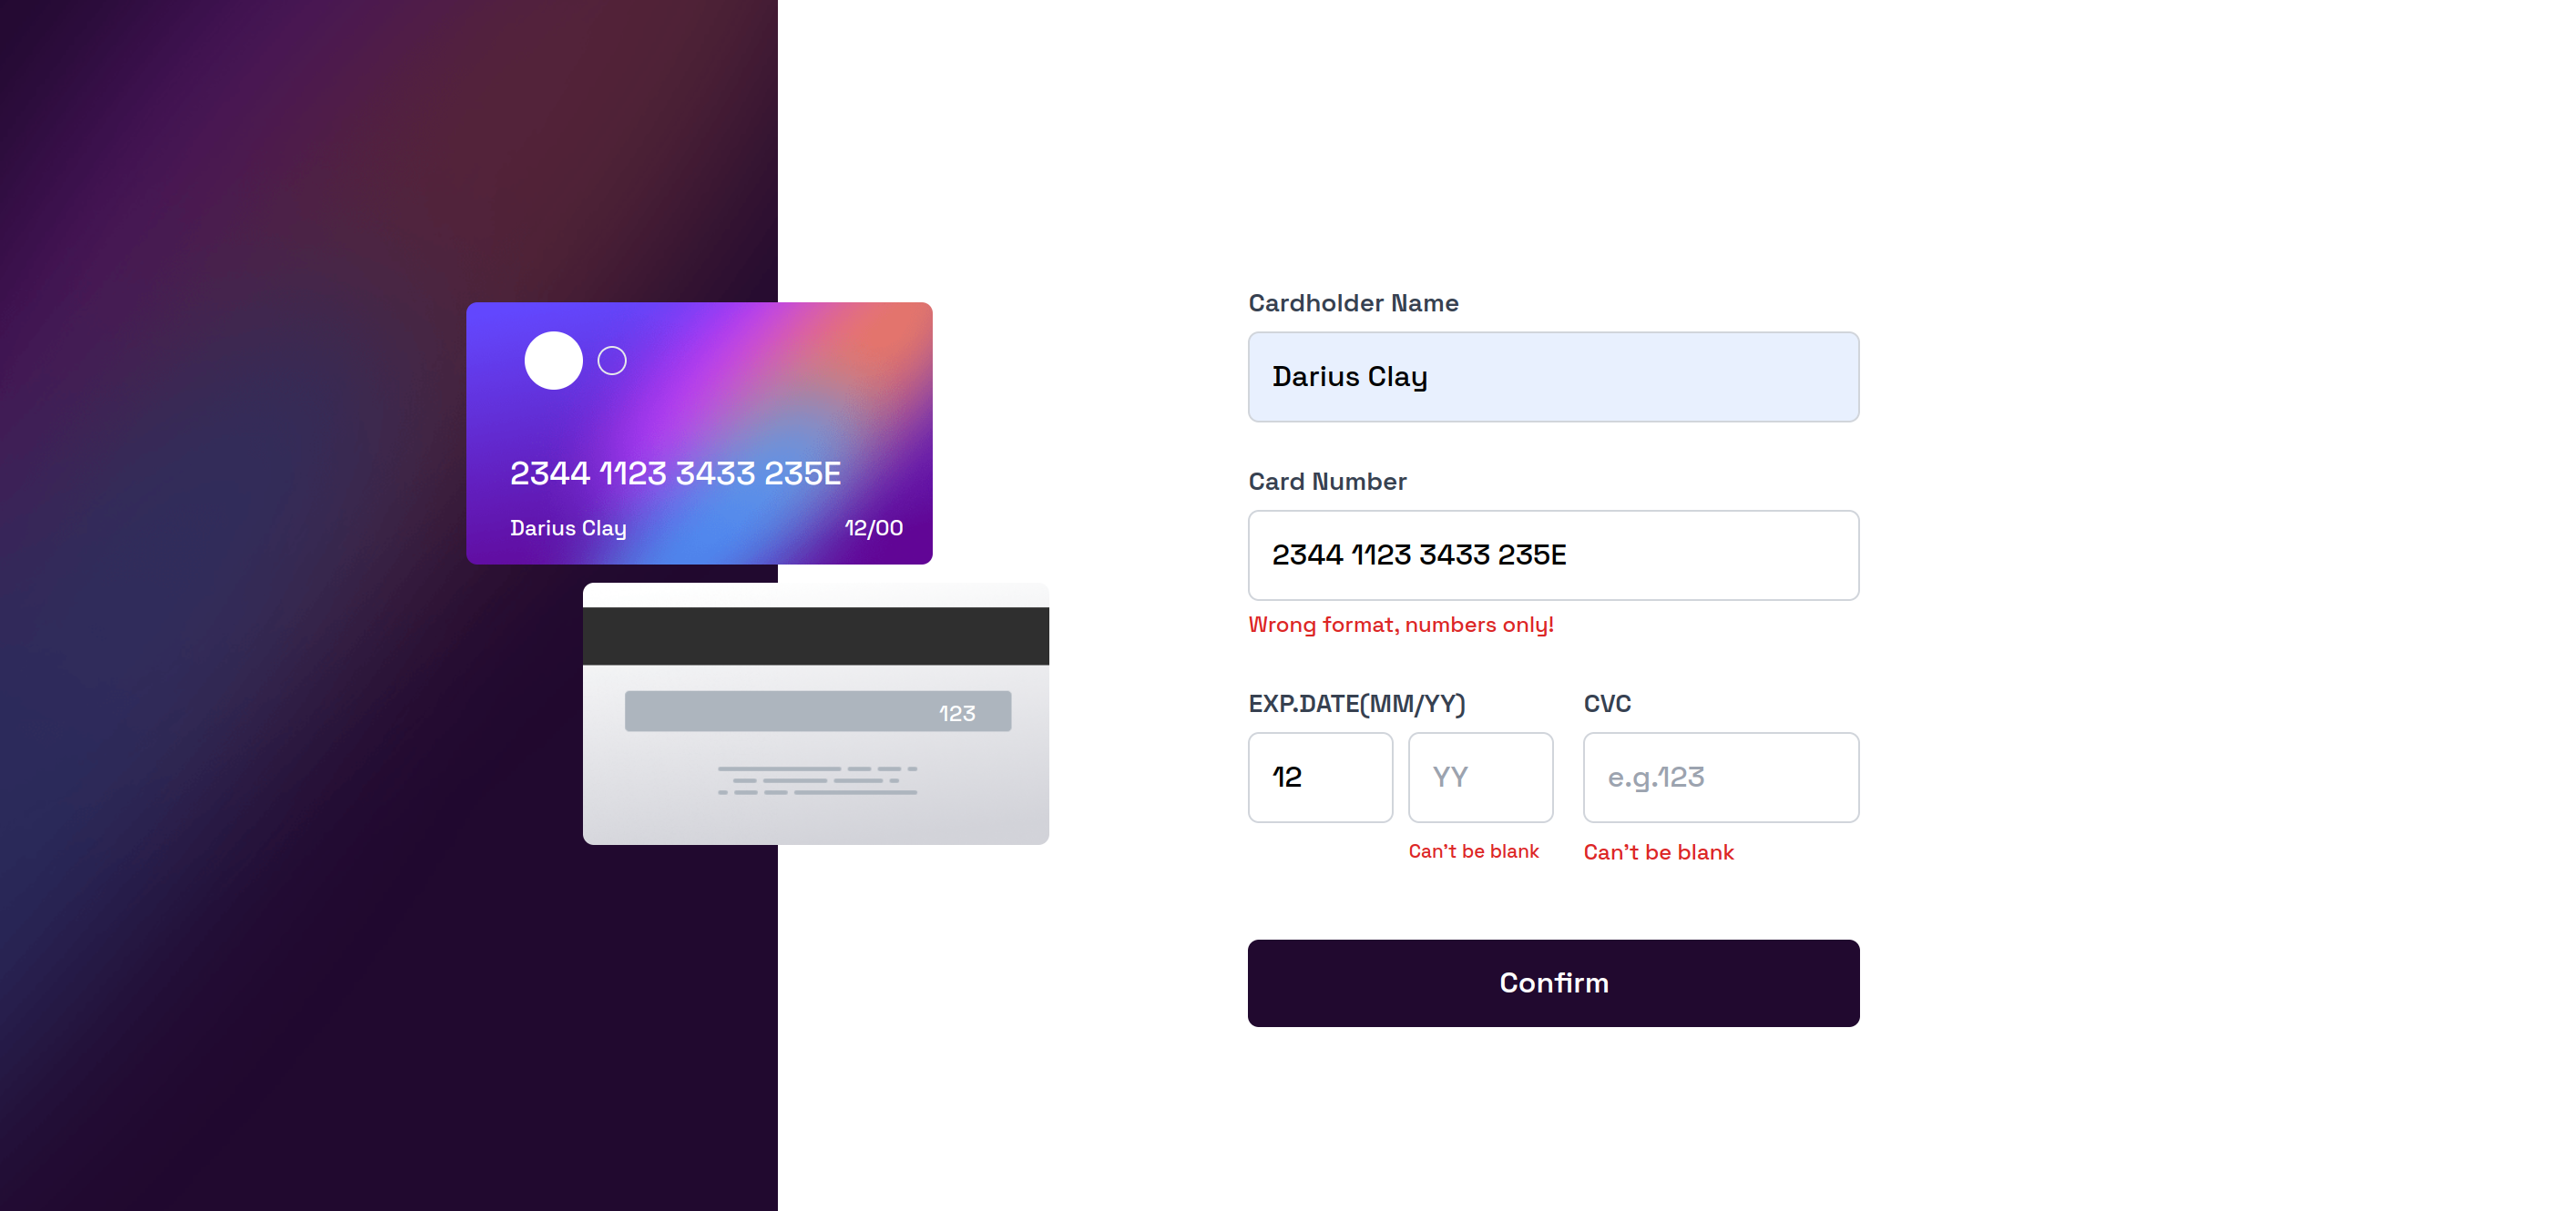 2344 1123 3433 235E
Darius Clay 12/00
123
Cardholder Name
Darius Clay
Card Number
2344 1123 3433 235E
Wrong format, numbers only!
EXP.DATE(MM/YY) CVC
12 YY e.g.123
Can't be blank Can't be blank
Confirm